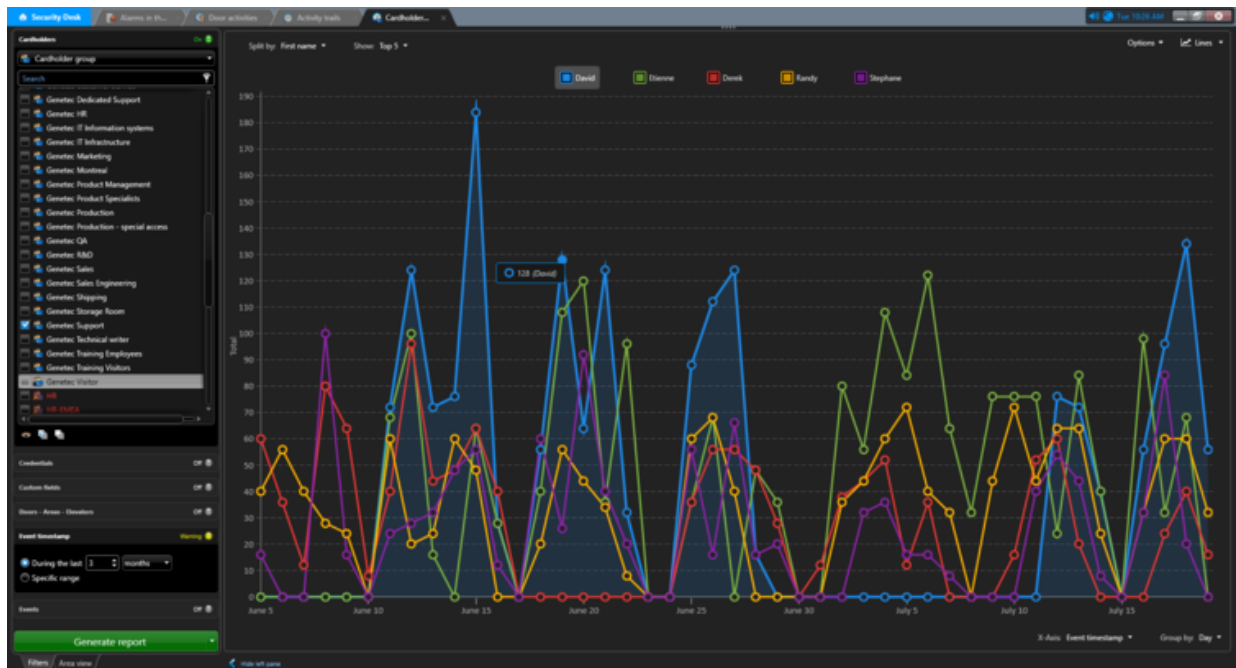 Security Desk
Alarms in th...
Door activities
Activity trails
Cardholder...
Tue 10:28 AM
Cardholders
On
Cardholder group
Search
Genetec Dedicated Support
Genetec HR
Genetec IT Information systems
Genetec IT Infrastructure
Genetec Marketing
Genetec Montreal
Genetec Product Management
Genetec Product Specialists
Genetec Production
Genetec Production - special access
Genetec QA
Genetec R&D
Genetec Sales
Genetec Sales Engineering
Genetec Shipping
Genetec Storage Room
Genetec Support
Genetec Technical writer
Genetec Training Employees
Genetec Training Visitors
Genetec Visitor
HR
HR-EMEA
Credentials
Off
Custom fields
Off
Doors - Areas - Elevators
Off
Event timestamp
Warning
During the last 3 months
Specific range
Events
Off
Generate report
Filters
Area view
Hide left pane
Split by: First name
Show: Top 5
Options
Lines
David
Etienne
Derek
Randy
Stephane
190
180
170
160
150
140
130
120
110
100
90
80
70
60
50
40
30
20
10
0
Total
128 (David)
June 5
June 10
June 15
June 20
June 25
June 30
July 5
July 10
July 15
X-Axis: Event timestamp
Group by: Day